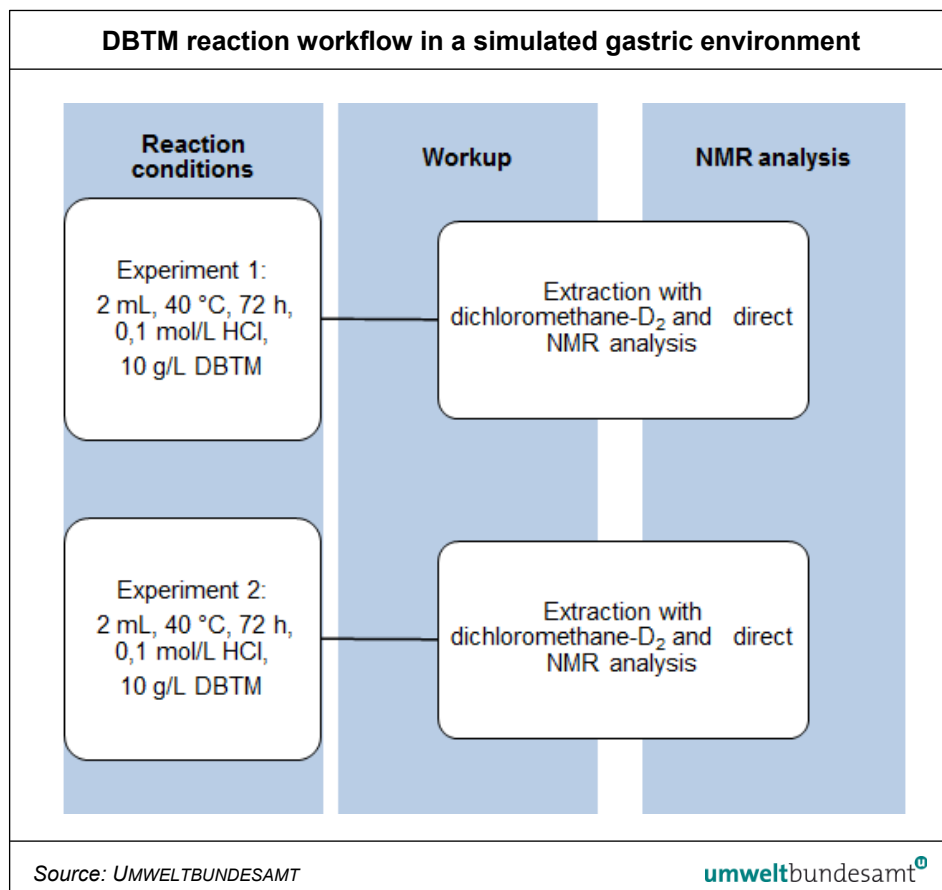 DBTM reaction workflow in a simulated gastric environment
Reaction
conditions
Workup
NMR analysis
Experiment 1:
2 mL, 40 °C, 72 h,
0,1 mol/L HCl,
10 g/L DBTM
Extraction with
dichloromethane-D₂ and direct
NMR analysis
Experiment 2:
2 mL, 40 °C, 72 h,
0,1 mol/L HCl,
10 g/L DBTM
Extraction with
dichloromethane-D₂ and direct
NMR analysis
Source: UMWELTBUNDESAMT
umweltbundesamt ᵘ